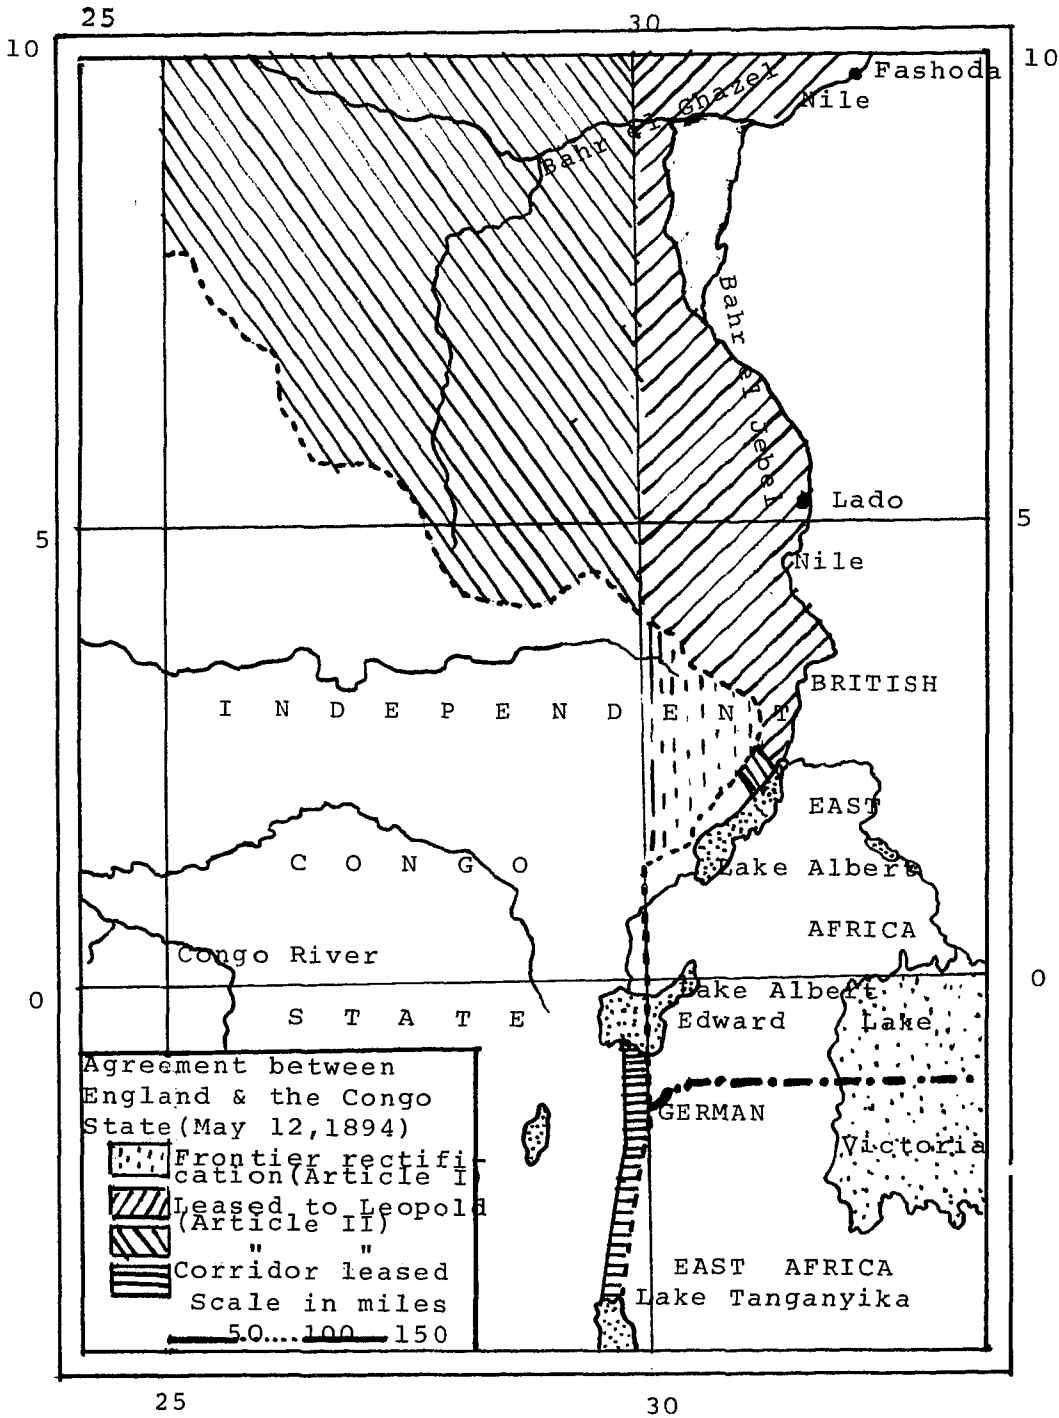 25
30
10
10
Fashoda
Nile
Bahr el Ghazel
Bahr el Jebel
Lado
5
5
Nile
BRITISH
I N D E P E N D E N T
EAST
C O N G O
Lake Albert
AFRICA
Congo River
0
0
Lake Albert
Edward
S T A T E
Lake
Agreement between
England & the Congo
State(May 12,1894)
GERMAN
Victoria
Frontier rectifi-
cation(Article I)
Leased to Leopold
(Article II)
" "
Corridor leased
EAST AFRICA
Lake Tanganyika
Scale in miles
50....100 150
25
30